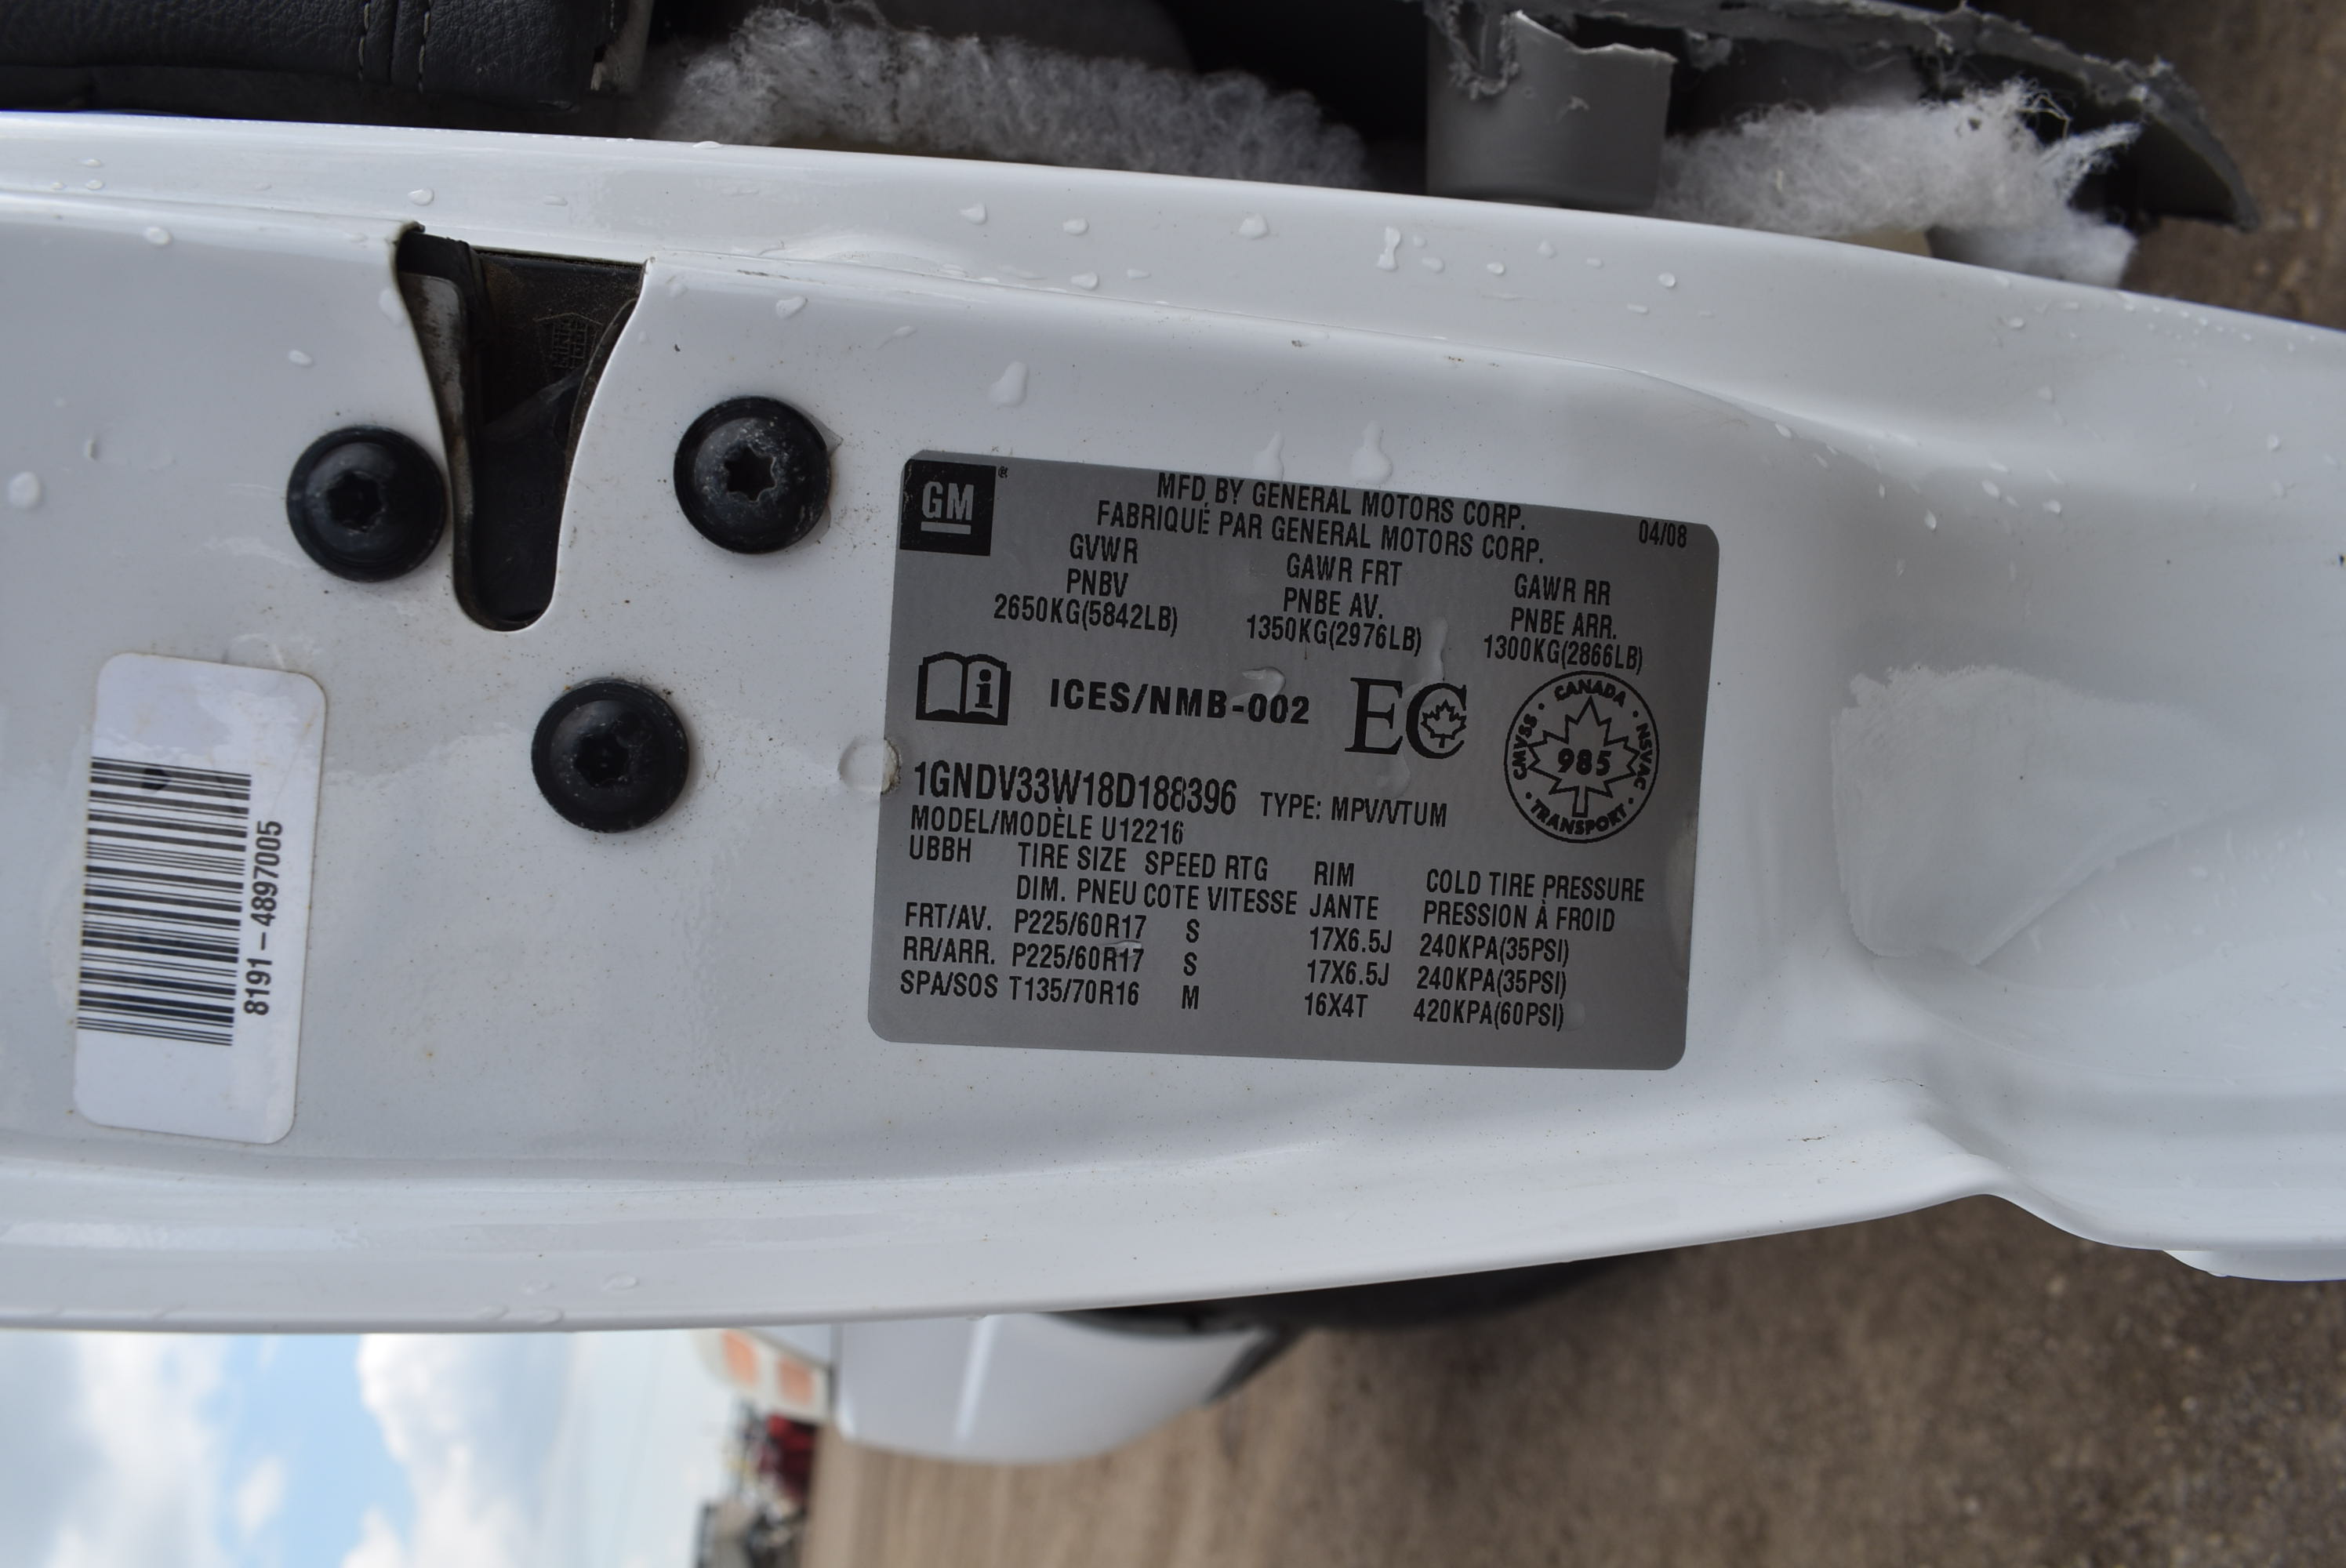 GM ®
MFD BY GENERAL MOTORS CORP.
FABRIQUÉ PAR GENERAL MOTORS CORP.
04/08
GVWR GAWR FRT GAWR RR
PNBV PNBE AV. PNBE ARR.
2650KG(5842LB) 1350KG(2976LB) 1300KG(2866LB)
i ICES/NMB-002 EC
CANADA · NSVAC · TRANSPORT · CMVSS ·
985
1GNDV33W18D188396 TYPE: MPV/VTUM
MODEL/MODÈLE U12216
UBBH TIRE SIZE SPEED RTG RIM COLD TIRE PRESSURE
DIM. PNEU COTE VITESSE JANTE PRESSION À FROID
FRT/AV. P225/60R17 S 17X6.5J 240KPA(35PSI)
RR/ARR. P225/60R17 S 17X6.5J 240KPA(35PSI)
SPA/SOS T135/70R16 M 16X4T 420KPA(60PSI)
8191-4897005